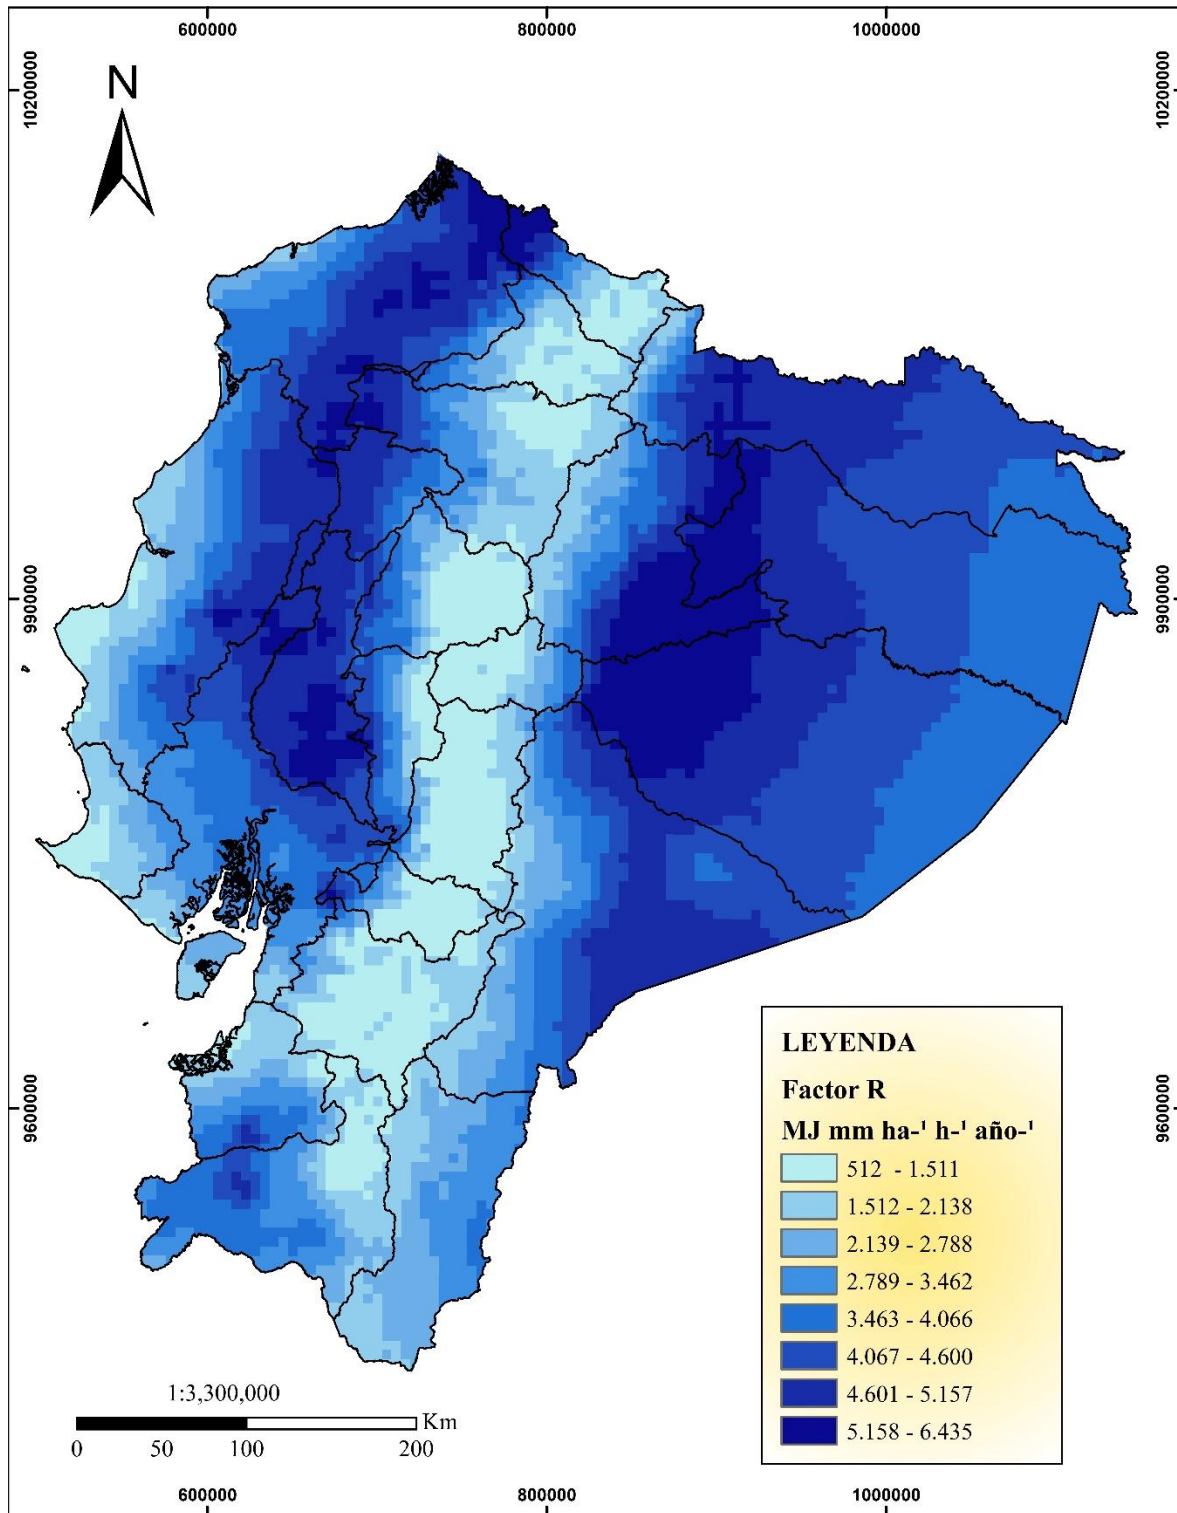 600000 800000 1000000
10200000 10200000
N
9900000 9900000
LEYENDA
Factor R
MJ mm ha-¹ h-¹ año-¹
512 - 1.511
1.512 - 2.138
2.139 - 2.788
2.789 - 3.462
3.463 - 4.066
4.067 - 4.600
4.601 - 5.157
5.158 - 6.435
9600000 9600000
1:3,300,000
Km
0 50 100 200
600000 800000 1000000